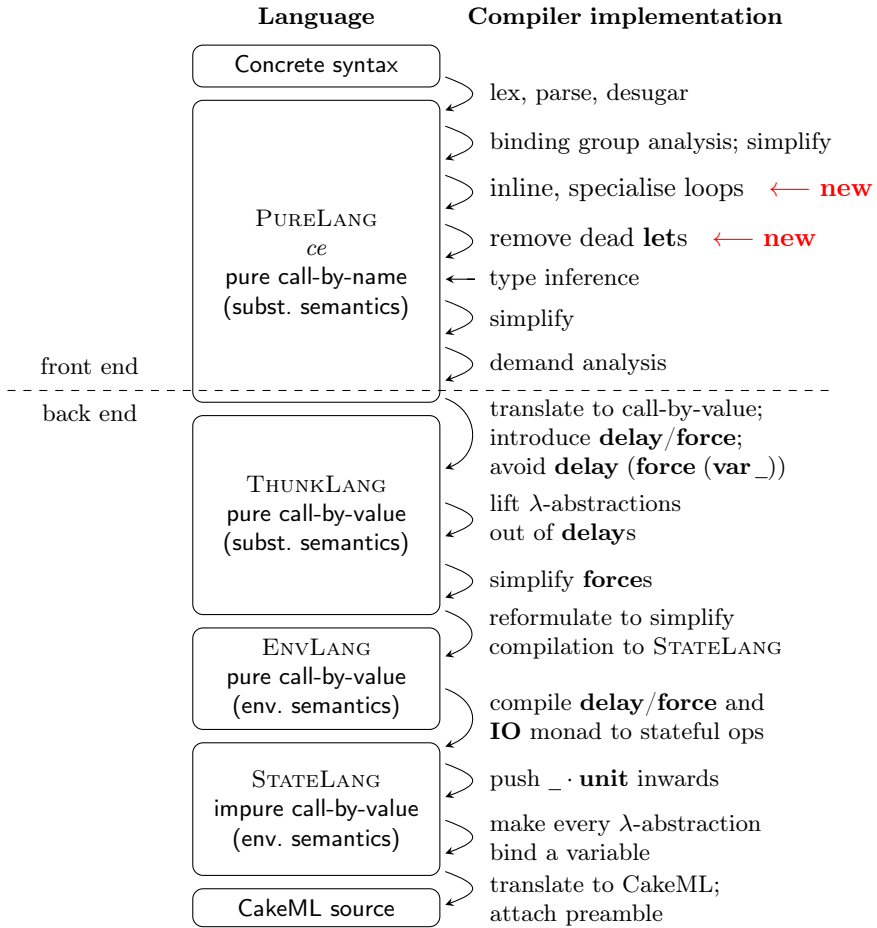 Language Compiler implementation
Concrete syntax
lex, parse, desugar
binding group analysis; simplify
inline, specialise loops ⟵ new
remove dead lets ⟵ new
PureLang
ce
pure call-by-name
(subst. semantics)
type inference
simplify
demand analysis
front end
back end
translate to call-by-value;
introduce delay/force;
avoid delay (force (var _))
ThunkLang
pure call-by-value
(subst. semantics)
lift λ-abstractions
out of delays
simplify forces
reformulate to simplify
compilation to StateLang
EnvLang
pure call-by-value
(env. semantics)
compile delay/force and
IO monad to stateful ops
StateLang
impure call-by-value
(env. semantics)
push _ · unit inwards
make every λ-abstraction
bind a variable
translate to CakeML;
attach preamble
CakeML source